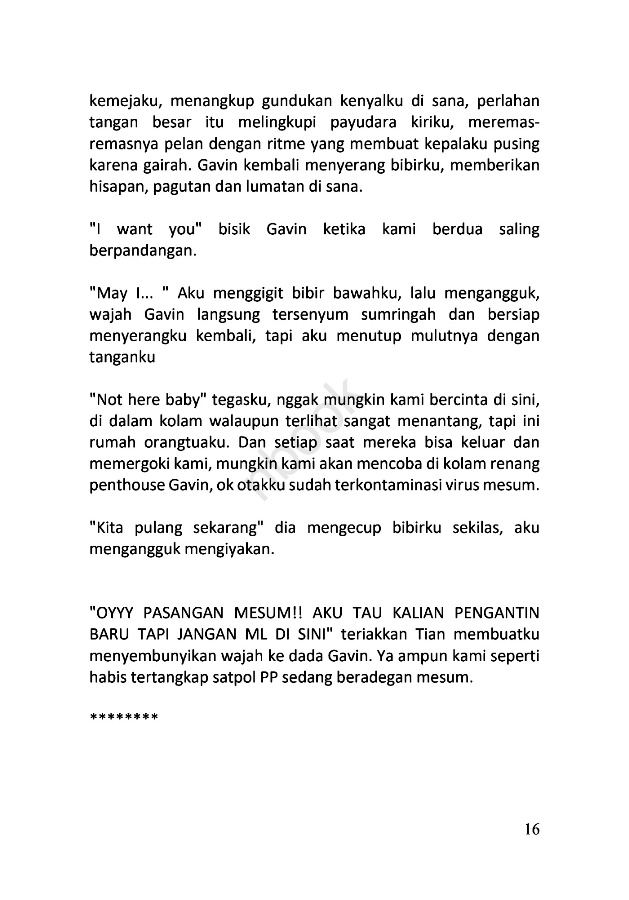 kemejaku, menangkup gundukan kenyalku di sana, perlahan
tangan besar itu melingkupi payudara kiriku, meremas-
remasnya pelan dengan ritme yang membuat kepalaku pusing
karena gairah. Gavin kembali menyerang bibirku, memberikan
hisapan, pagutan dan lumatan di sana.
"I want you" bisik Gavin ketika kami berdua saling
berpandangan.
"May I... " Aku menggigit bibir bawahku, lalu mengangguk,
wajah Gavin langsung tersenyum sumringah dan bersiap
menyerangku kembali, tapi aku menutup mulutnya dengan
tanganku
"Not here baby" tegasku, nggak mungkin kami bercinta di sini,
di dalam kolam walaupun terlihat sangat menantang, tapi ini
rumah orangtuaku. Dan setiap saat mereka bisa keluar dan
memergoki kami, mungkin kami akan mencoba di kolam renang
penthouse Gavin, ok otakku sudah terkontaminasi virus mesum.
"Kita pulang sekarang" dia mengecup bibirku sekilas, aku
mengangguk mengiyakan.
"OYYY PASANGAN MESUM!! AKU TAU KALIAN PENGANTIN
BARU TAPI JANGAN ML DI SINI" teriakkan Tian membuatku
menyembunyikan wajah ke dada Gavin. Ya ampun kami seperti
habis tertangkap satpol PP sedang beradegan mesum.
********
16